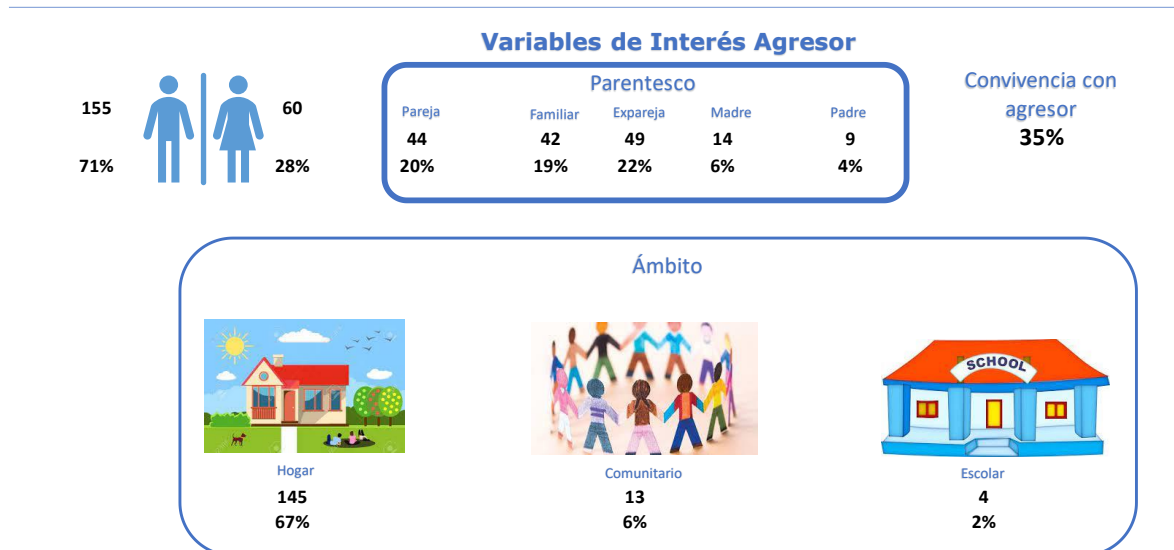 Variables de Interés Agresor
155
60
71%
28%
Parentesco
Pareja Familiar Expareja Madre Padre
44 42 49 14 9
20% 19% 22% 6% 4%
Convivencia con
agresor
35%
Ámbito
SCHOOL
Hogar Comunitario Escolar
145 13 4
67% 6% 2%